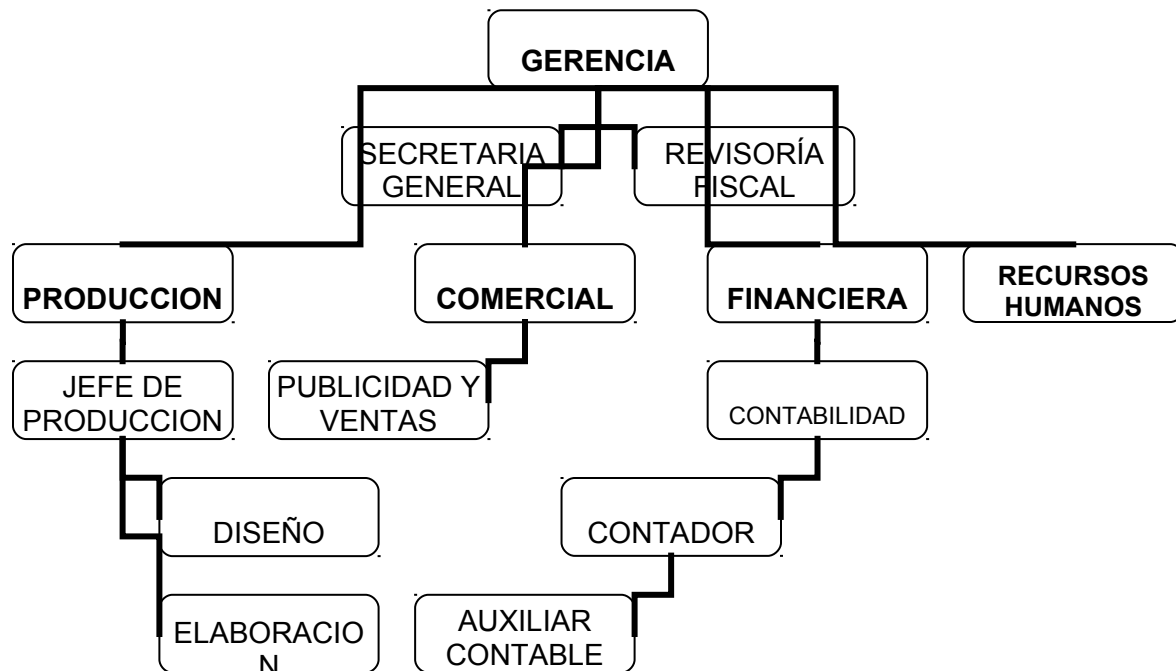 GERENCIA
SECRETARIA
GENERAL
REVISORÍA
FISCAL
PRODUCCION
COMERCIAL
FINANCIERA
RECURSOS
HUMANOS
JEFE DE
PRODUCCION
PUBLICIDAD Y
VENTAS
CONTABILIDAD
DISEÑO
CONTADOR
ELABORACIO
N
AUXILIAR
CONTABLE